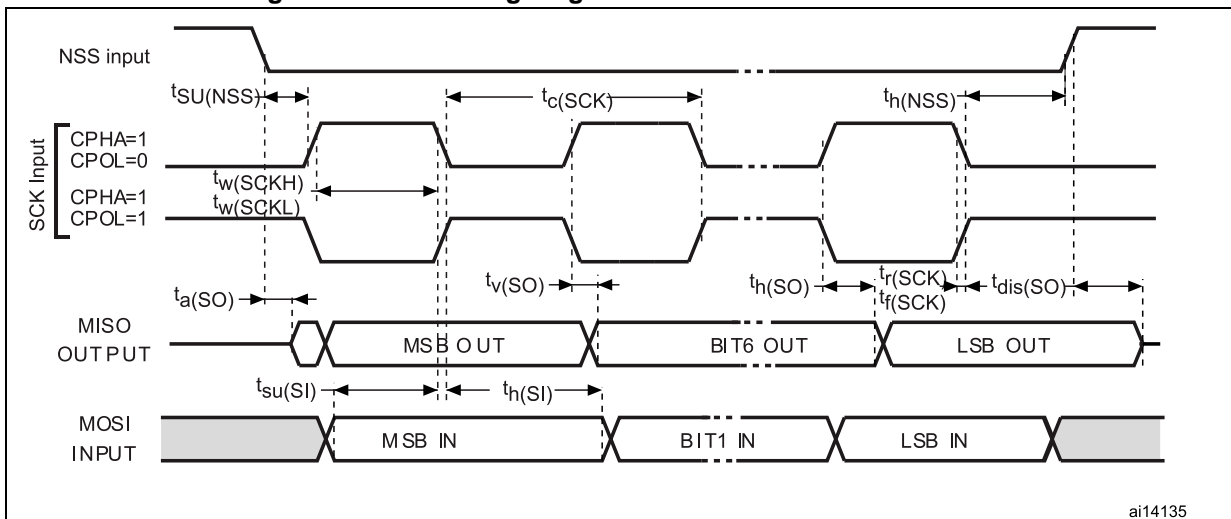 NSS input
tSU(NSS)
tc(SCK)
th(NSS)
SCK Input
CPHA=1
CPOL=0
tw(SCKH)
CPHA=1
tw(SCKL)
CPOL=1
ta(SO)
tv(SO)
th(SO)
tr(SCK)
tf(SCK)
tdis(SO)
MISO
OUTPUT
MSB OUT
BIT6 OUT
LSB OUT
tsu(SI)
th(SI)
MOSI
INPUT
MSB IN
BIT1 IN
LSB IN
ai14135